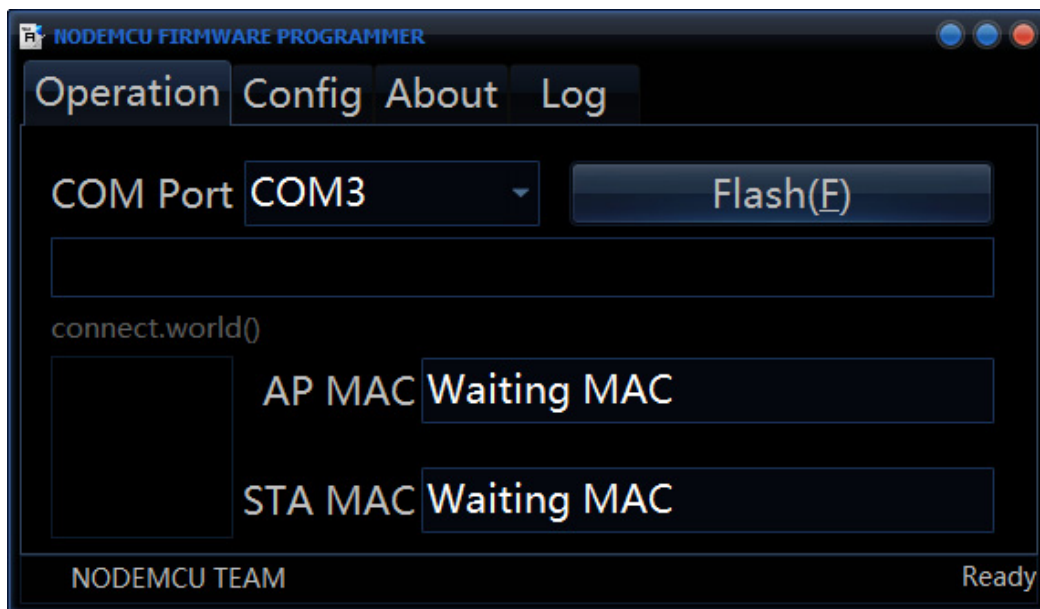 NODEMCU FIRMWARE PROGRAMMER
Operation Config About Log
COM Port COM3 Flash(F)
connect.world()
AP MAC Waiting MAC
STA MAC Waiting MAC
NODEMCU TEAM Ready